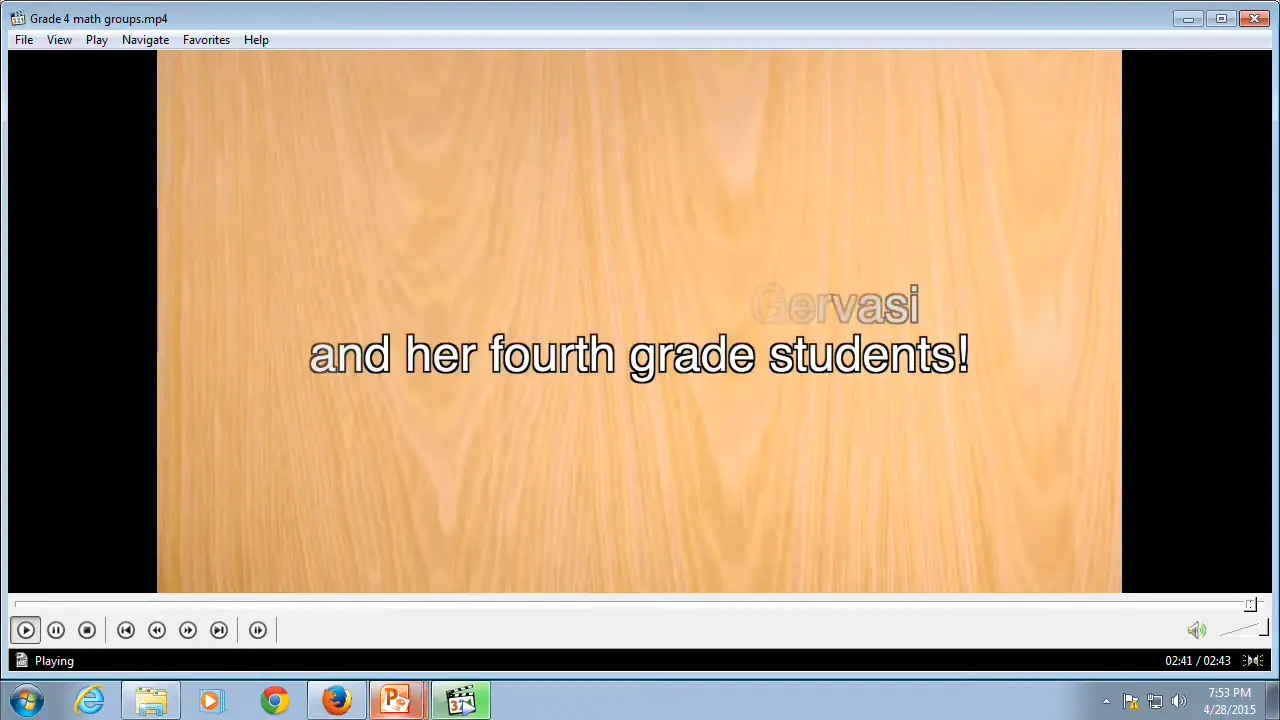 Grade 4 math groups.mp4
File View Play Navigate Favorites Help
Gervasi
and her fourth grade students!
Playing
02:41 / 02:43
7:53 PM
4/28/2015